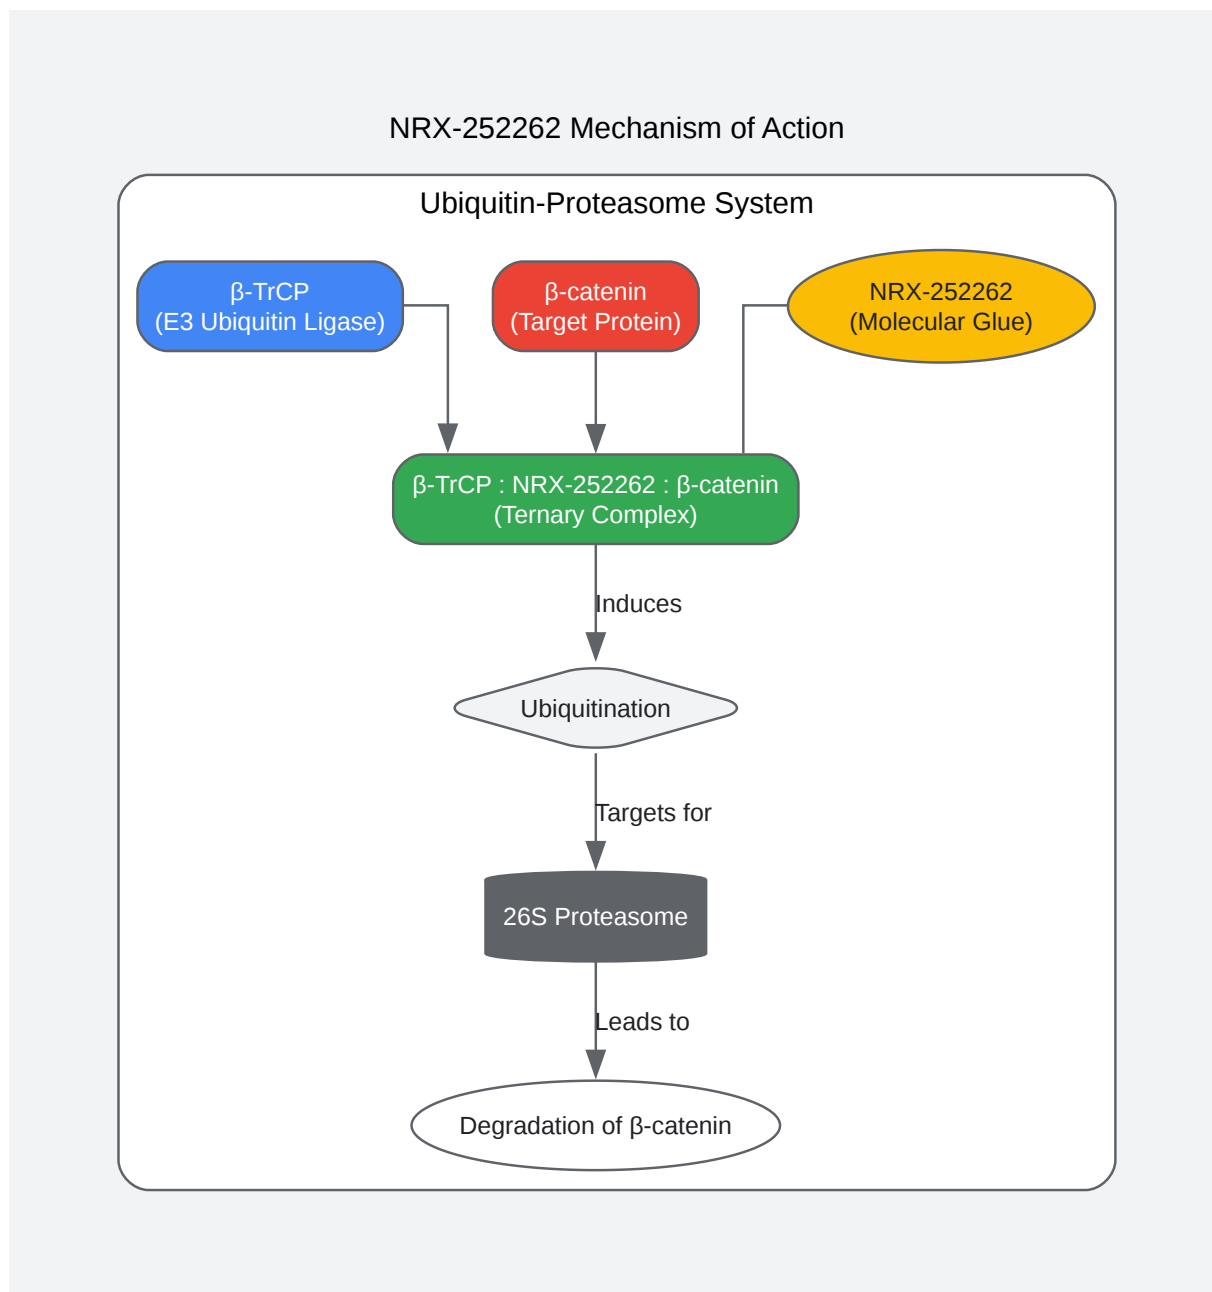 NRX-252262 Mechanism of Action
Ubiquitin-Proteasome System
β-TrCP
(E3 Ubiquitin Ligase)
β-catenin
(Target Protein)
NRX-252262
(Molecular Glue)
β-TrCP : NRX-252262 : β-catenin
(Ternary Complex)
Induces
Ubiquitination
Targets for
26S Proteasome
Leads to
Degradation of β-catenin